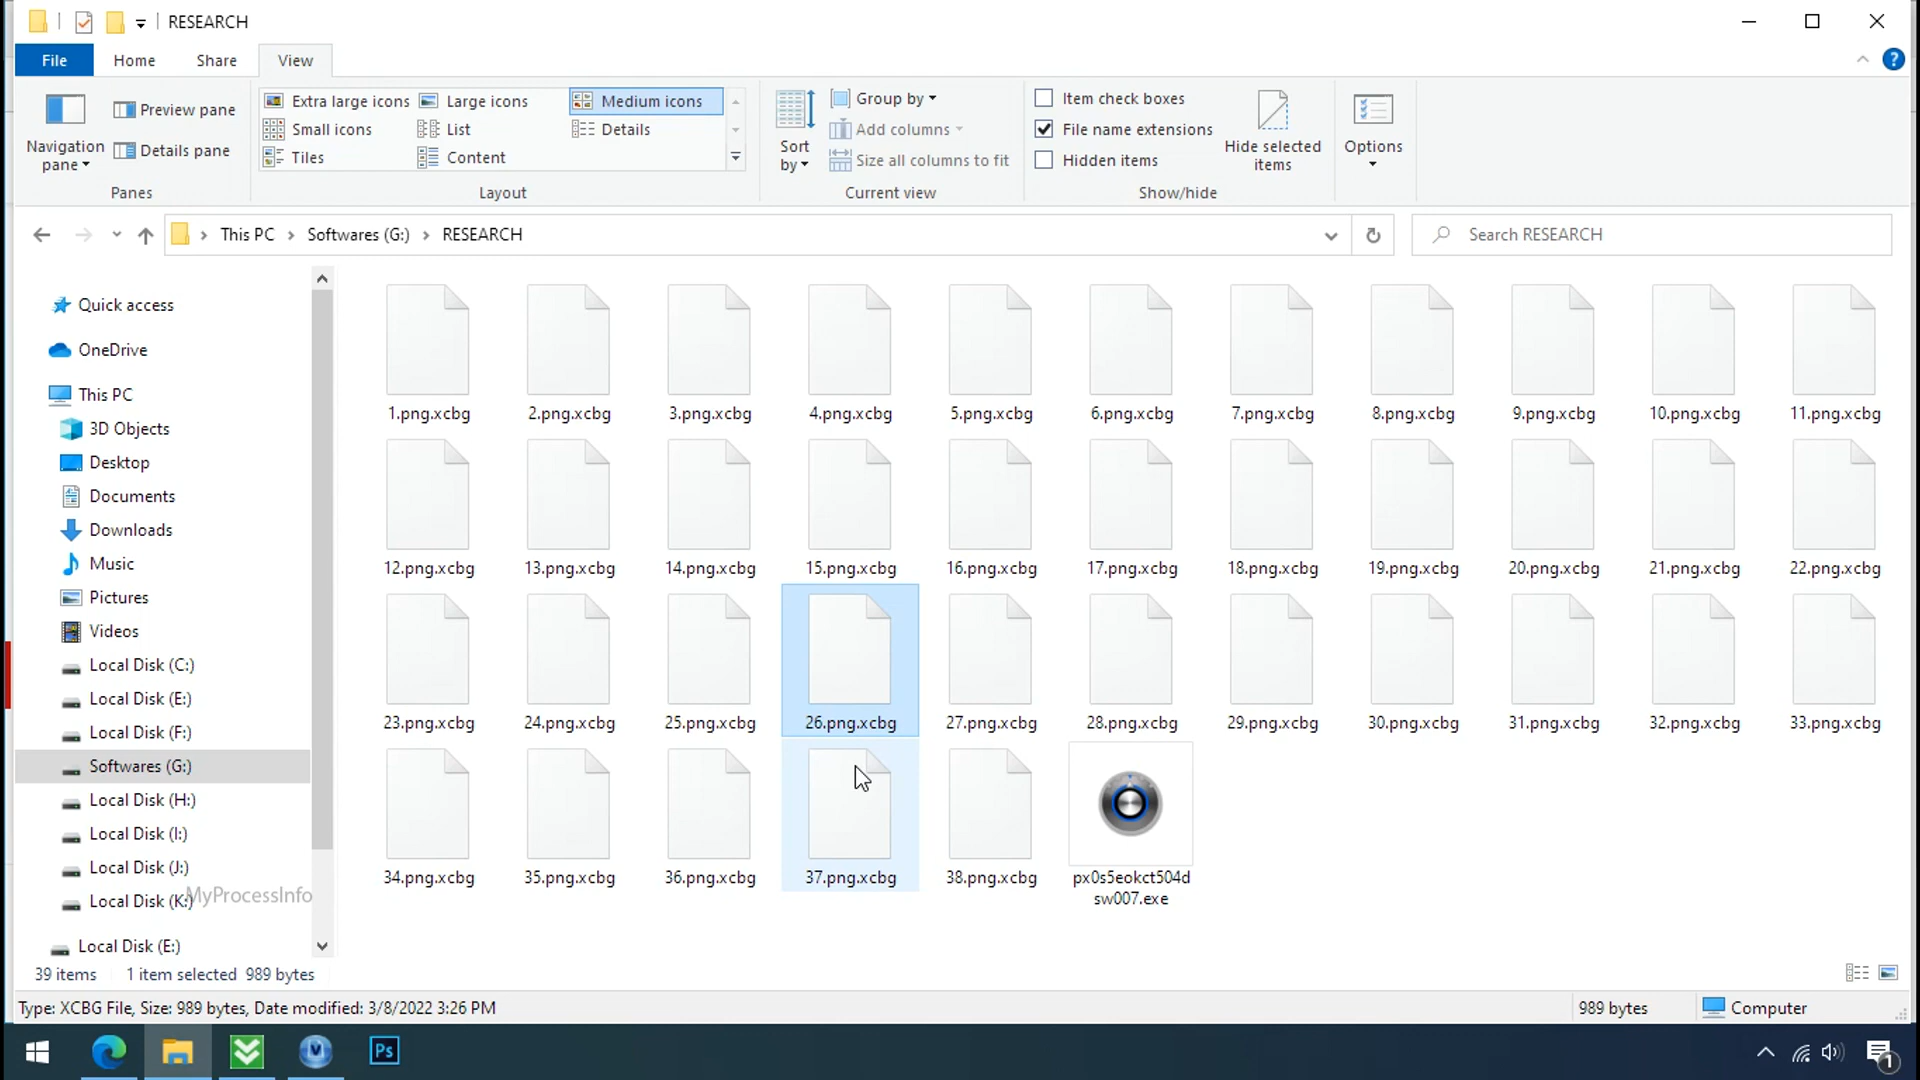 RESEARCH
File Home Share View
Navigation pane
Preview pane
Details pane
Panes
Extra large icons Large icons Medium icons
Small icons List Details
Tiles Content
Layout
Sort by
Group by
Add columns
Size all columns to fit
Current view
Item check boxes
File name extensions
Hidden items
Hide selected items
Show/hide
Options
This PC Softwares (G:) RESEARCH
Search RESEARCH
Quick access
OneDrive
This PC
3D Objects
Desktop
Documents
Downloads
Music
Pictures
Videos
Local Disk (C:)
Local Disk (E:)
Local Disk (F:)
Softwares (G:)
Local Disk (H:)
Local Disk (I:)
Local Disk (J:)
Local Disk (K:)
MyProcessInfo
Local Disk (E:)
1.png.xcbg 2.png.xcbg 3.png.xcbg 4.png.xcbg 5.png.xcbg 6.png.xcbg 7.png.xcbg 8.png.xcbg 9.png.xcbg 10.png.xcbg 11.png.xcbg
12.png.xcbg 13.png.xcbg 14.png.xcbg 15.png.xcbg 16.png.xcbg 17.png.xcbg 18.png.xcbg 19.png.xcbg 20.png.xcbg 21.png.xcbg 22.png.xcbg
23.png.xcbg 24.png.xcbg 25.png.xcbg 26.png.xcbg 27.png.xcbg 28.png.xcbg 29.png.xcbg 30.png.xcbg 31.png.xcbg 32.png.xcbg 33.png.xcbg
34.png.xcbg 35.png.xcbg 36.png.xcbg 37.png.xcbg 38.png.xcbg px0s5eokct504d
sw007.exe
39 items 1 item selected 989 bytes
Type: XCBG File, Size: 989 bytes, Date modified: 3/8/2022 3:26 PM 989 bytes Computer
Ps
1